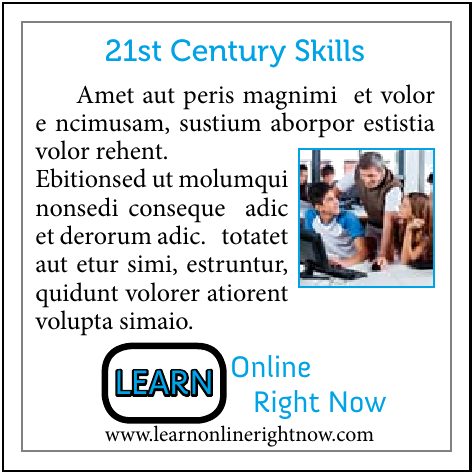 21st Century Skills
Amet aut peris magnimi et volor
e ncimusam, sustium aborpor estistia
volor rehent.
Ebitionsed ut molumqui
nonsedi conseque adic
et derorum adic. totatet
aut etur simi, estruntur,
quidunt volorer atiorent
volupta simaio.
LEARN Online
Right Now
www.learnonlinerightnow.com